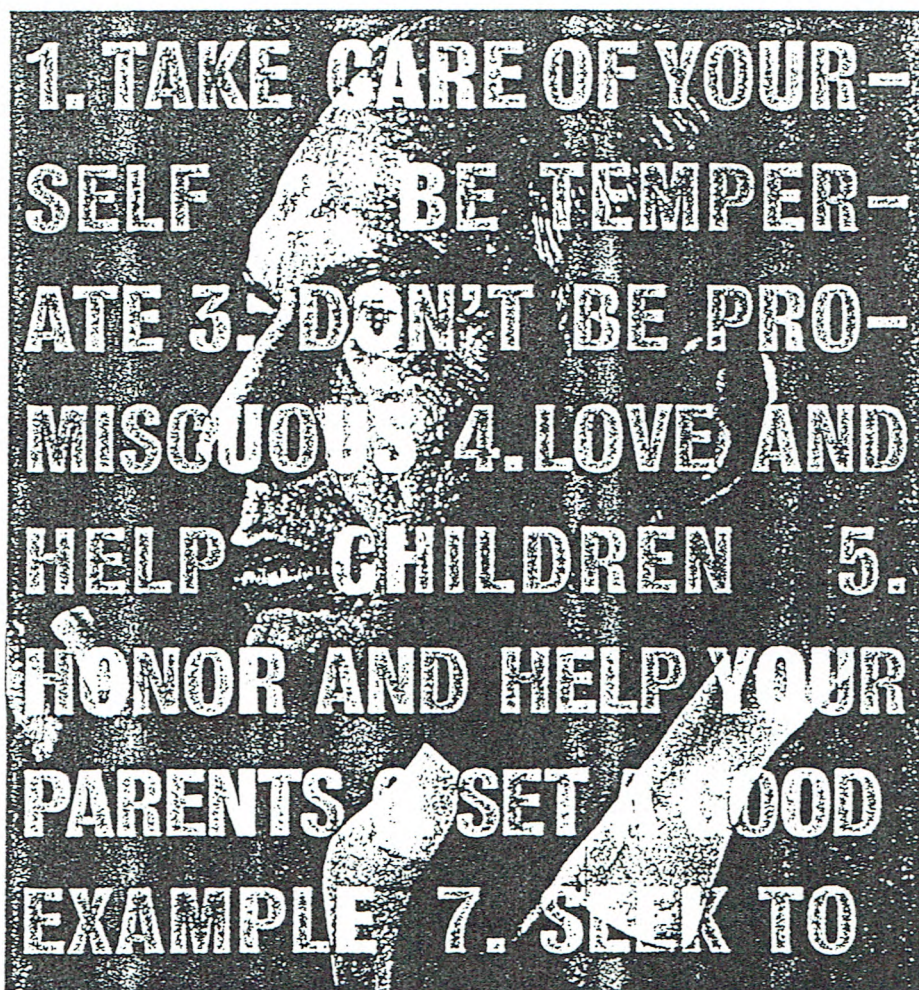 1. TAKE CARE OF YOUR-
SELF BE TEMPER-
ATE 3. DON'T BE PRO-
MISCUOUS 4. LOVE AND
HELP CHILDREN 5.
HONOR AND HELP YOUR
PARENTS SET A GOOD
EXAMPLE 7. SEEK TO